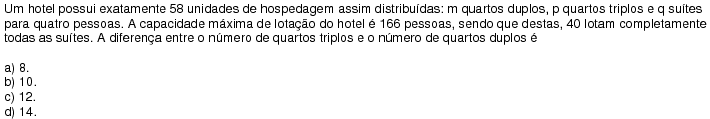 Um hotel possui exatamente 58 unidades de hospedagem assim distribuídas: m quartos duplos, p quartos triplos e q suítes
para quatro pessoas. A capacidade máxima de lotação do hotel é 166 pessoas, sendo que destas, 40 lotam completamente
todas as suítes. A diferença entre o número de quartos triplos e o número de quartos duplos é
a) 8.
b) 10.
c) 12.
d) 14.